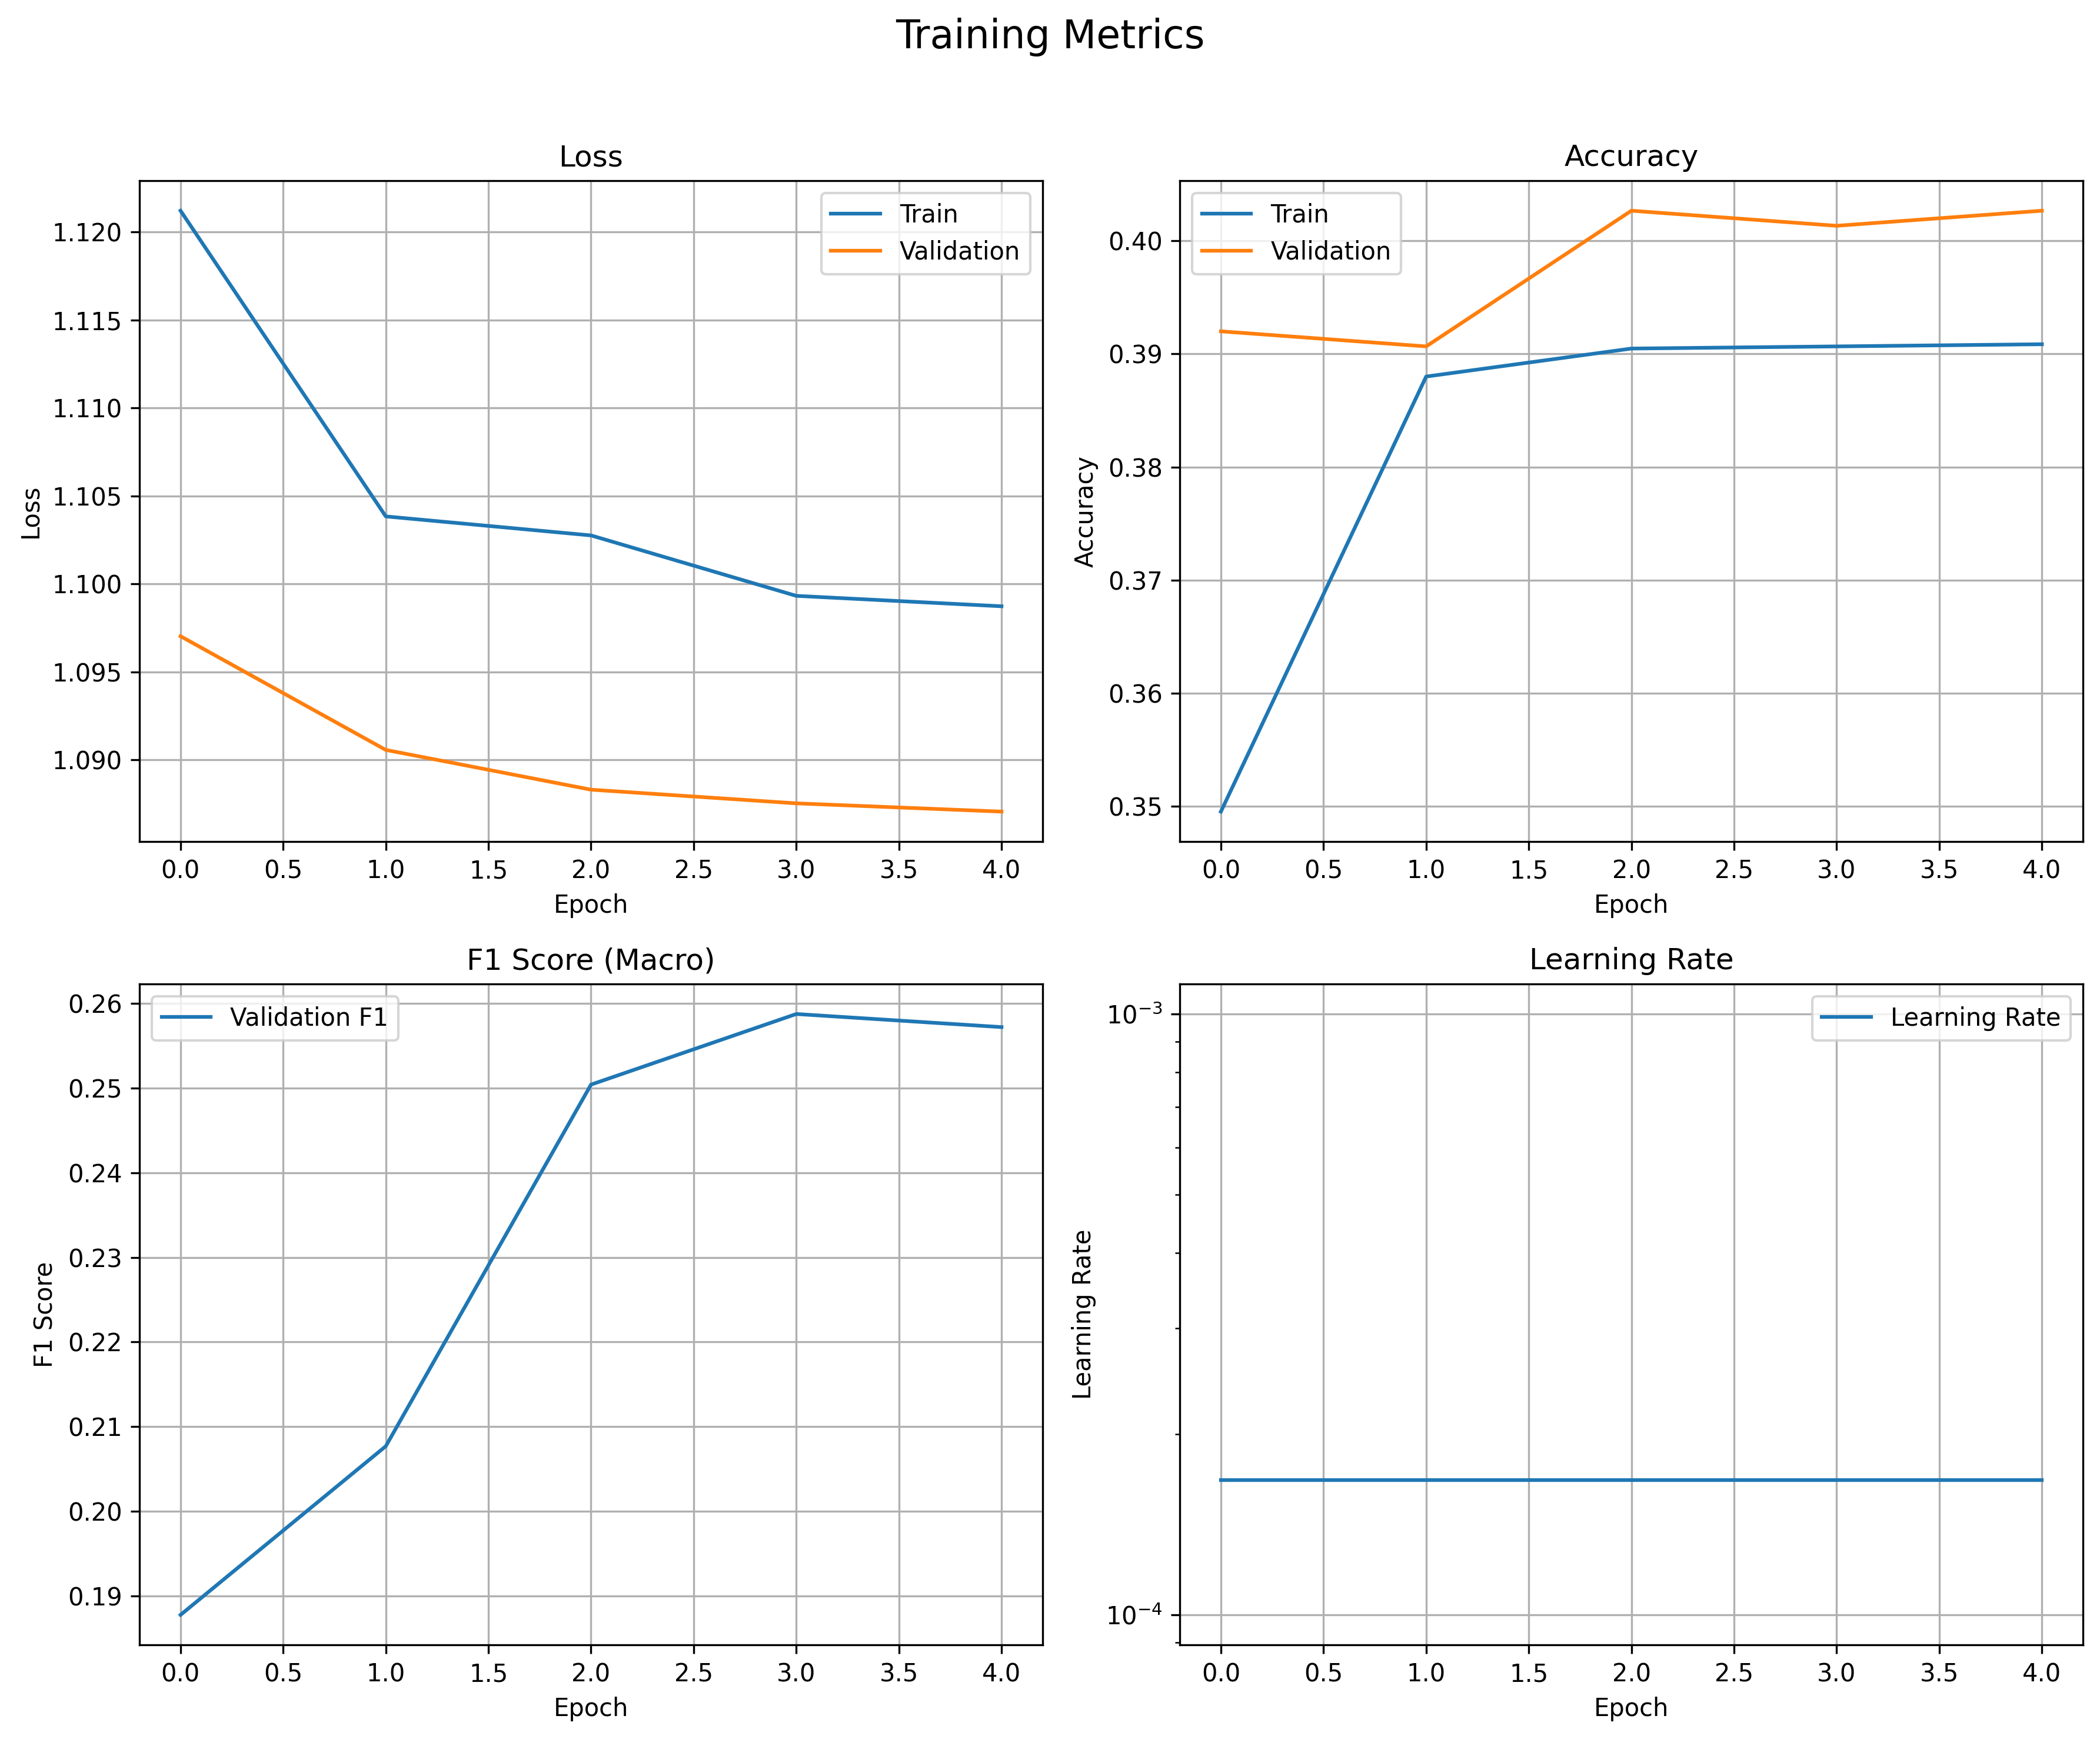 Training Metrics
Loss
Train
Validation
1.120
1.115
1.110
1.105
1.100
1.095
1.090
Loss
0.0 0.5 1.0 1.5 2.0 2.5 3.0 3.5 4.0
Epoch
Accuracy
Train
Validation
0.40
0.39
0.38
0.37
0.36
0.35
Accuracy
0.0 0.5 1.0 1.5 2.0 2.5 3.0 3.5 4.0
Epoch
F1 Score (Macro)
Validation F1
0.26
0.25
0.24
0.23
0.22
0.21
0.20
0.19
F1 Score
0.0 0.5 1.0 1.5 2.0 2.5 3.0 3.5 4.0
Epoch
Learning Rate
Learning Rate
10⁻³
10⁻⁴
Learning Rate
0.0 0.5 1.0 1.5 2.0 2.5 3.0 3.5 4.0
Epoch